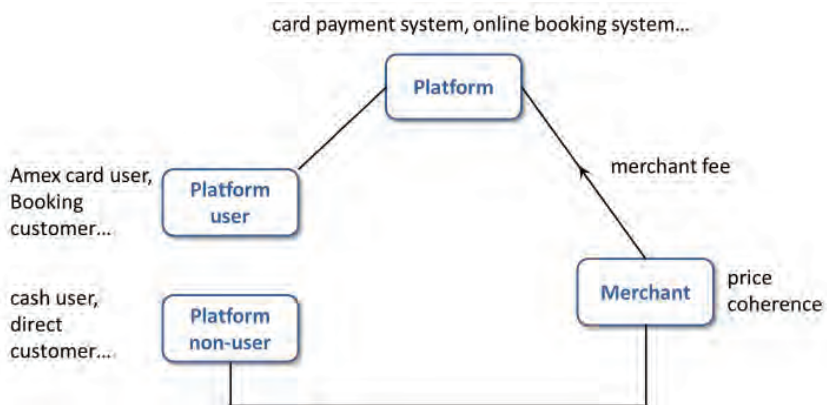 card payment system, online booking system…
Platform
merchant fee
Amex card user,
Booking
customer…
Platform
user
cash user,
direct
customer…
Platform
non-user
Merchant
price
coherence